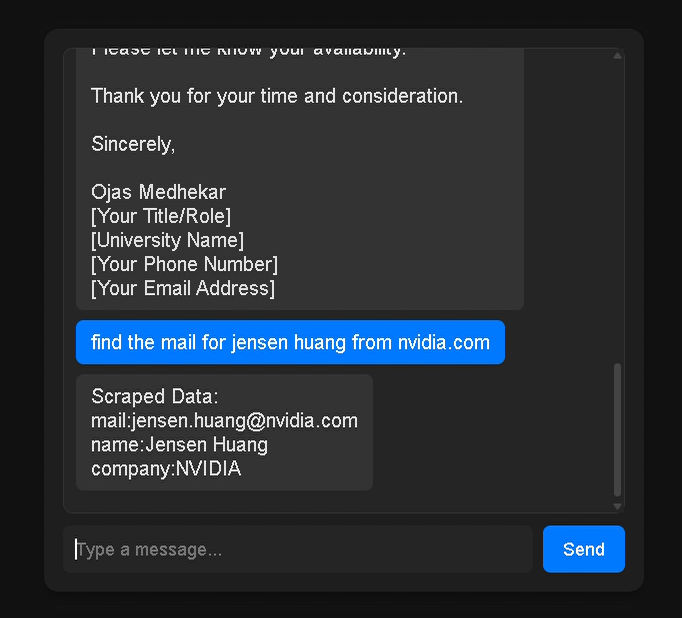 Please let me know your availability.
Thank you for your time and consideration.
Sincerely,
Ojas Medhekar
[Your Title/Role]
[University Name]
[Your Phone Number]
[Your Email Address]
find the mail for jensen huang from nvidia.com
Scraped Data:
mail:jensen.huang@nvidia.com
name:Jensen Huang
company:NVIDIA
Type a message...
Send